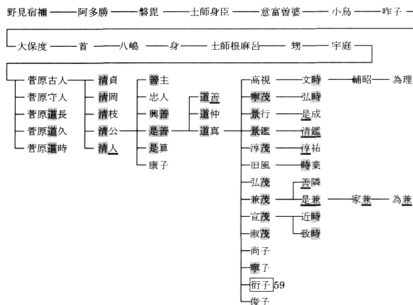 野見宿禰 阿多勝 磐毘 土師身臣 意富曽婆 小鳥 咋子
大保度 首 八嶋 身 土師根麻呂 甥 宇庭
菅原古人 清貞 善主 高視 文時 輔昭 為理
菅原守人 清岡 忠人 道善 寧茂 弘時
菅原道長 清枝 興善 道仲 景行 是成
菅原道久 清公 是善 道真 景鑑 清鑑
菅原道時 清人 是算 淳茂 淳祐
康子 旧風 時業
弘茂 善隣
兼茂 是兼 家兼 為兼
宣茂 近時
淑茂 致時
尚子
寧子
衍子 59
俊子